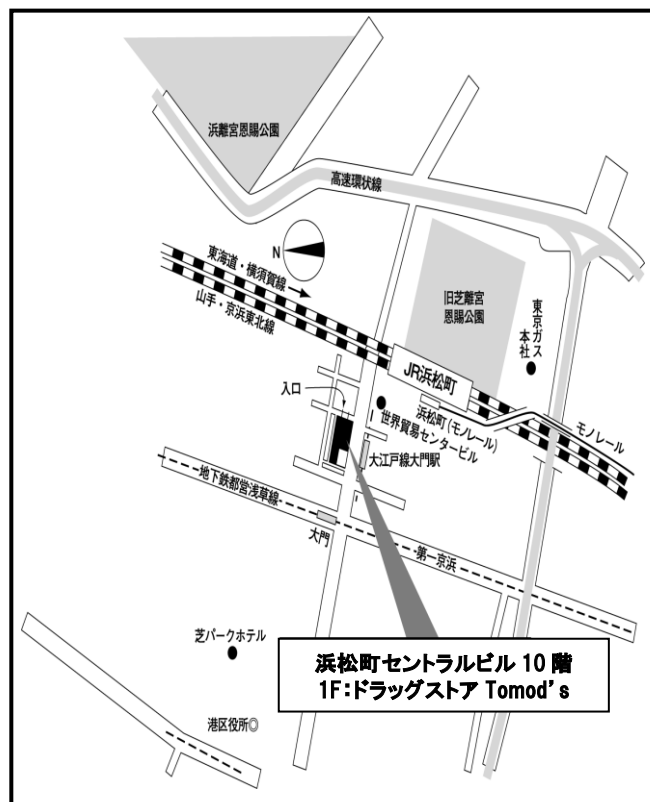 浜離宮恩賜公園
高速環状線
N
東海道・横須賀線
山手・京浜東北線
旧芝離宮
恩賜公園
東京ガス
本社
JR浜松町
入口
浜松町(モノレール)
世界貿易センタービル
モノレール
大江戸線大門駅
地下鉄都営浅草線
大門
第一京浜
芝パークホテル
浜松町セントラルビル 10 階
1F:ドラッグストア Tomod's
港区役所◎